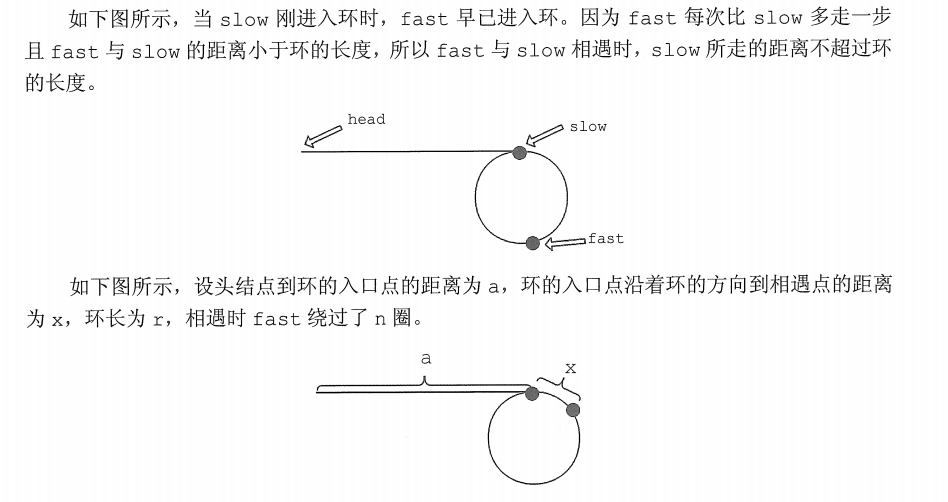 如下图所示，当 slow 刚进入环时，fast 早已进入环。因为 fast 每次比 slow 多走一步
且 fast 与 slow 的距离小于环的长度，所以 fast 与 slow 相遇时，slow 所走的距离不超过环
的长度。
head
slow
fast
如下图所示，设头结点到环的入口点的距离为 a，环的入口点沿着环的方向到相遇点的距离
为 x，环长为 r，相遇时 fast 绕过了 n 圈。
a
x